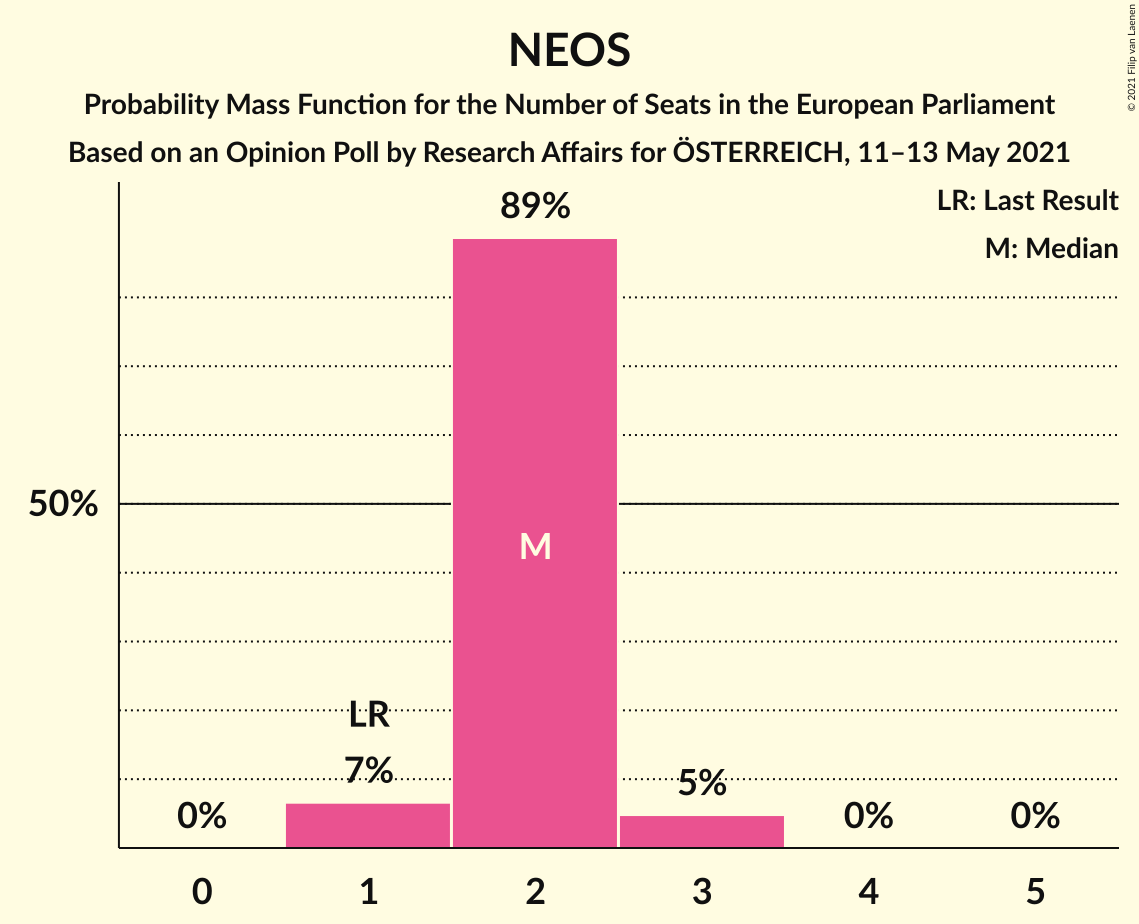 NEOS
Probability Mass Function for the Number of Seats in the European Parliament
Based on an Opinion Poll by Research Affairs for ÖSTERREICH, 11–13 May 2021
© 2021 Filip van Laenen
LR: Last Result
M: Median
89%
50%
M
LR
7%
5%
0%
0%
0%
0 1 2 3 4 5